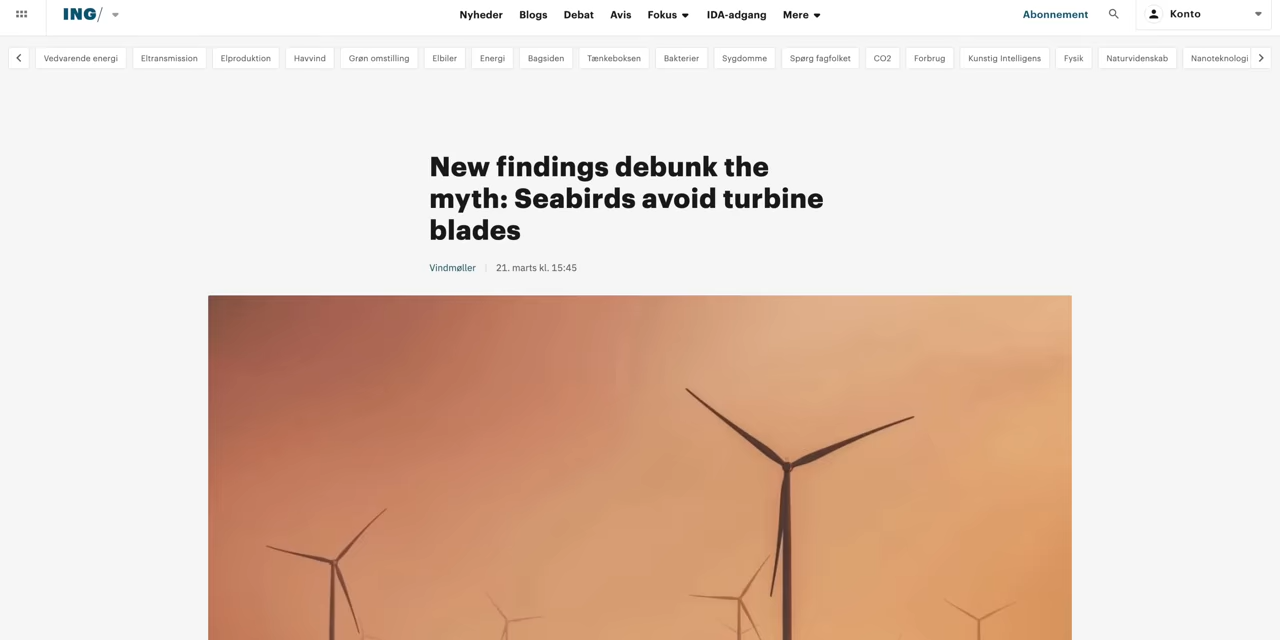 ING/
Nyheder Blogs Debat Avis Fokus IDA-adgang Mere
Abonnement
Konto
Vedvarende energi Eltransmission Elproduktion Havvind Grøn omstilling Elbiler Energi Bagsiden Tænkeboksen Bakterier Sygdomme Spørg fagfolket CO2 Forbrug Kunstig Intelligens Fysik Naturvidenskab Nanoteknologi
New findings debunk the
myth: Seabirds avoid turbine
blades
Vindmøller | 21. marts kl. 15:45